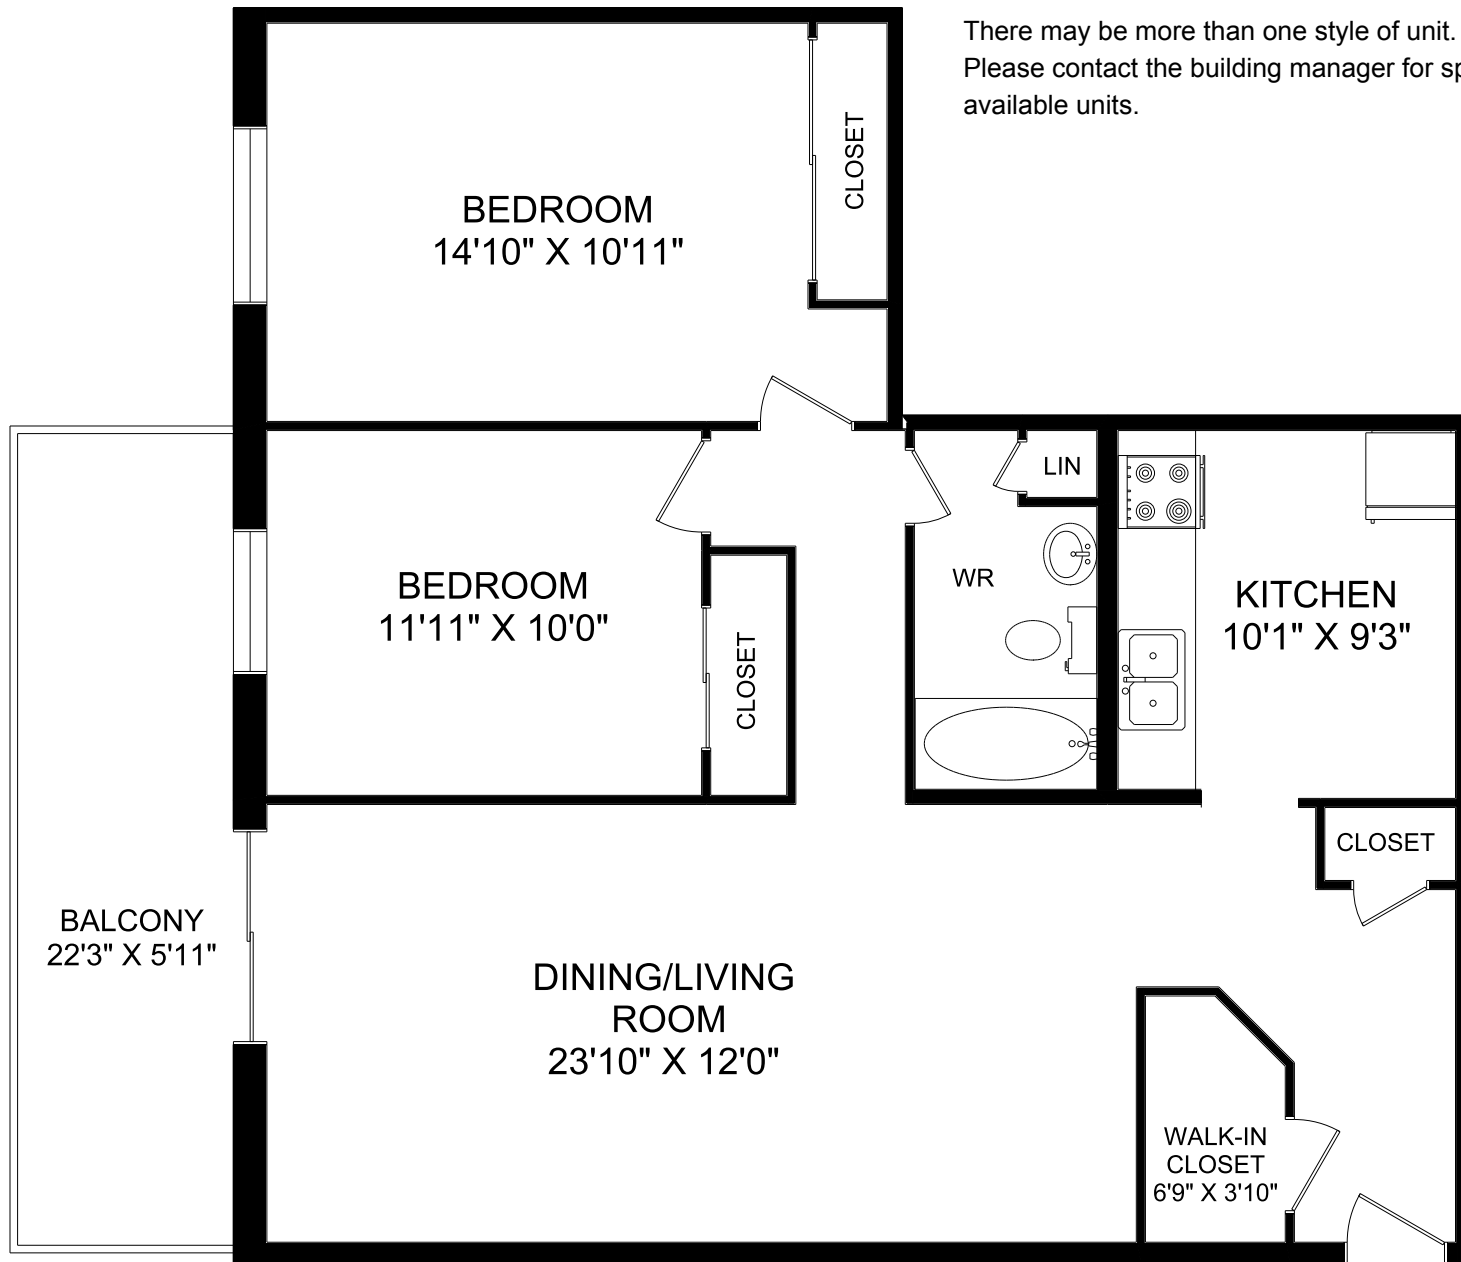 There may be more than one style of unit.
Please contact the building manager for
available units.
CLOSET
BEDROOM
14'10" X 10'11"
LIN
BEDROOM
11'11" X 10'0"
WR
KITCHEN
10'1" X 9'3"
CLOSET
CLOSET
BALCONY
22'3" X 5'11"
DINING/LIVING
ROOM
23'10" X 12'0"
WALK-IN
CLOSET
6'9" X 3'10"